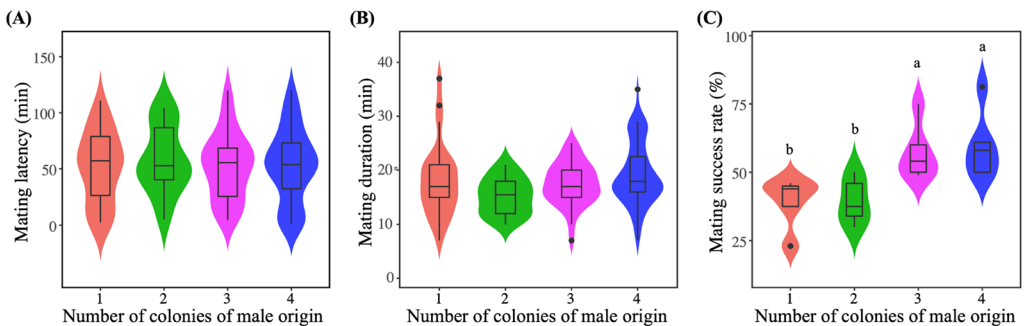 (A)
Mating latency (min)
150
100
50
0
1 2 3 4
Number of colonies of male origin
(B)
Mating duration (min)
40
30
20
10
0
1 2 3 4
Number of colonies of male origin
(C)
Mating success rate (%)
100
75
50
25
b b a a
1 2 3 4
Number of colonies of male origin